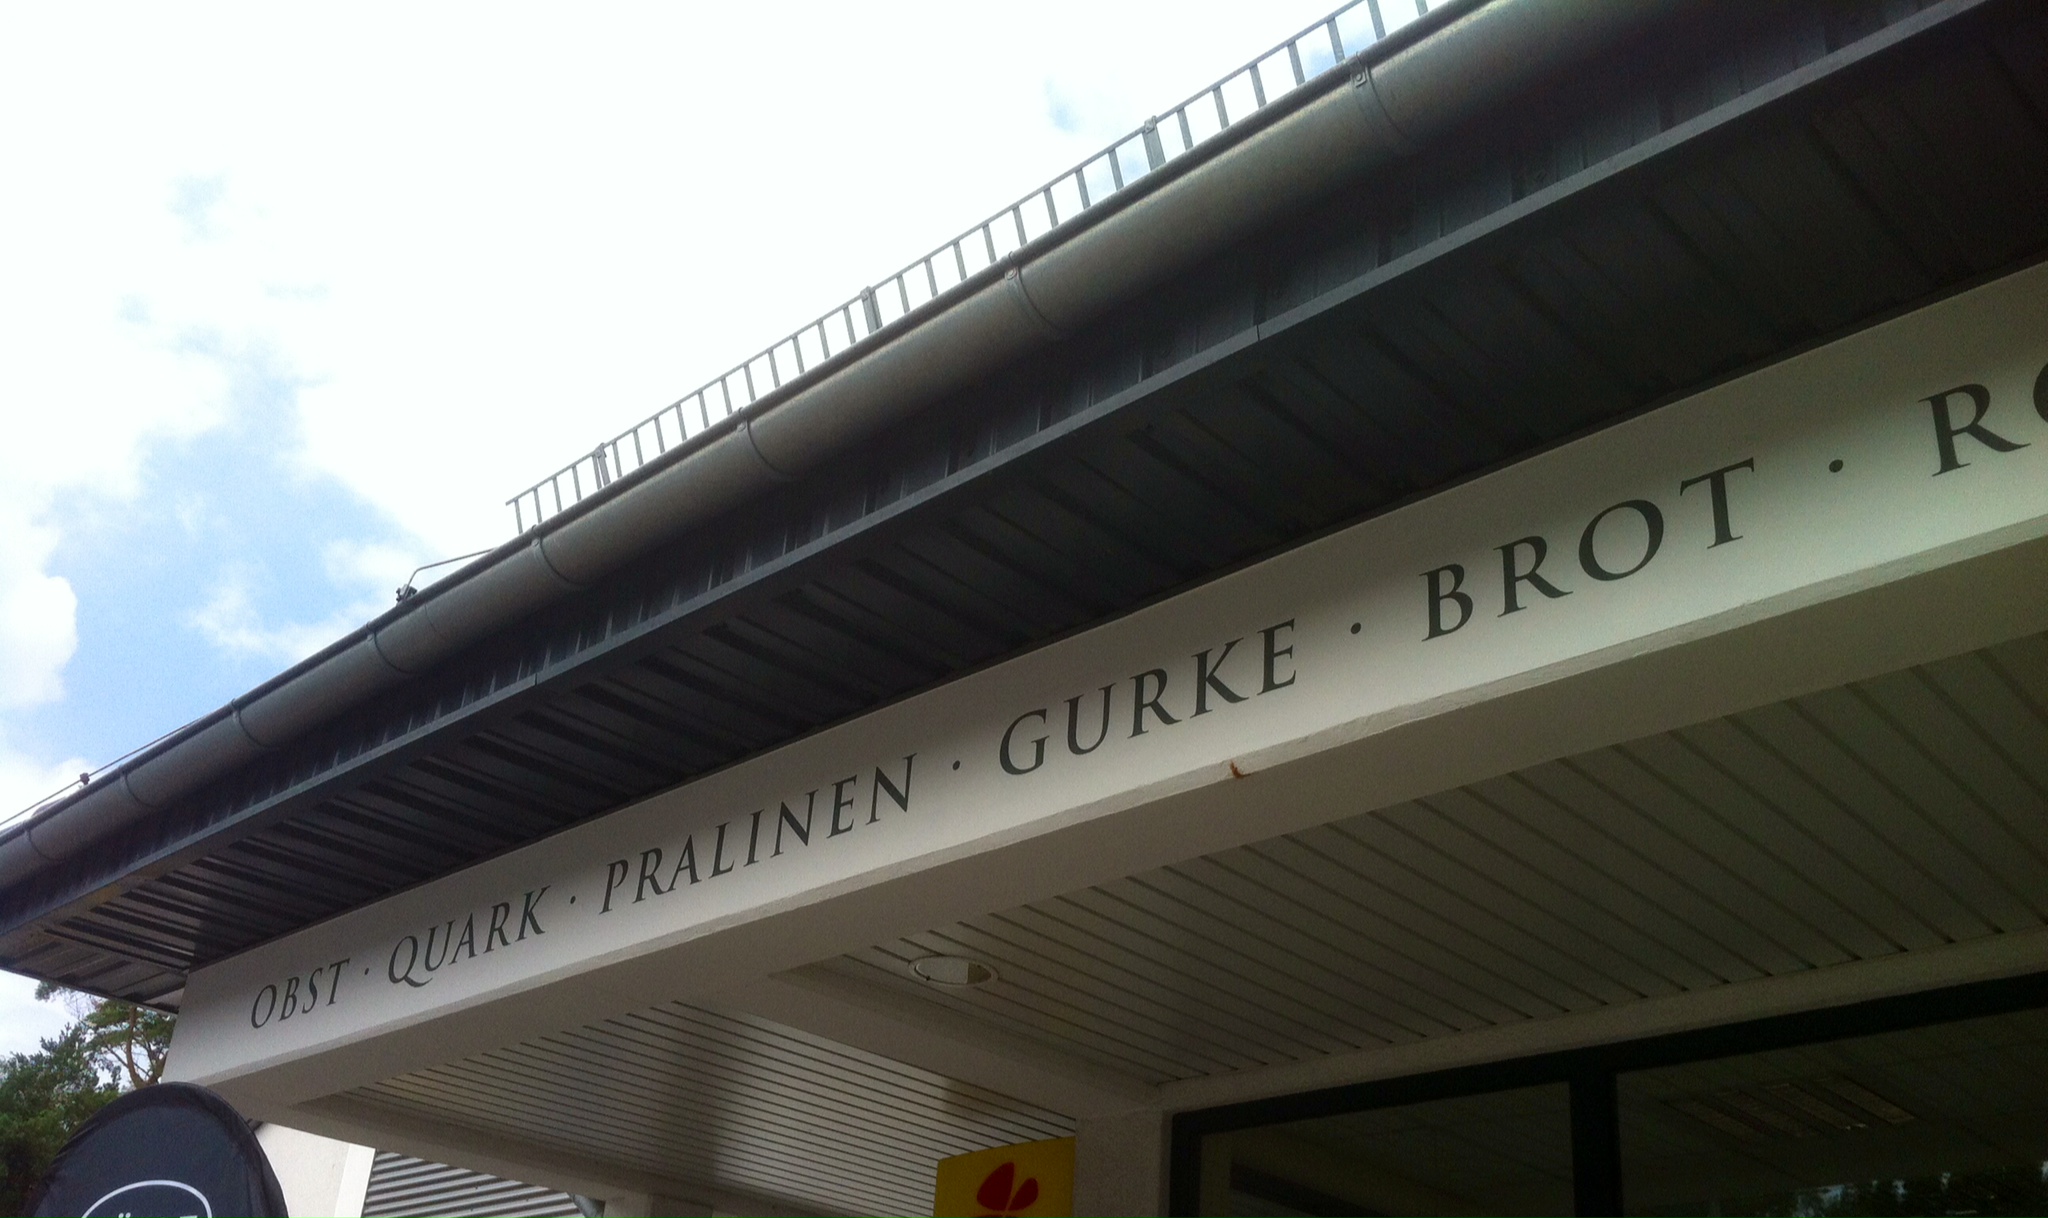 OBST · QUARK · PRALINEN · GURKE · BROT ·